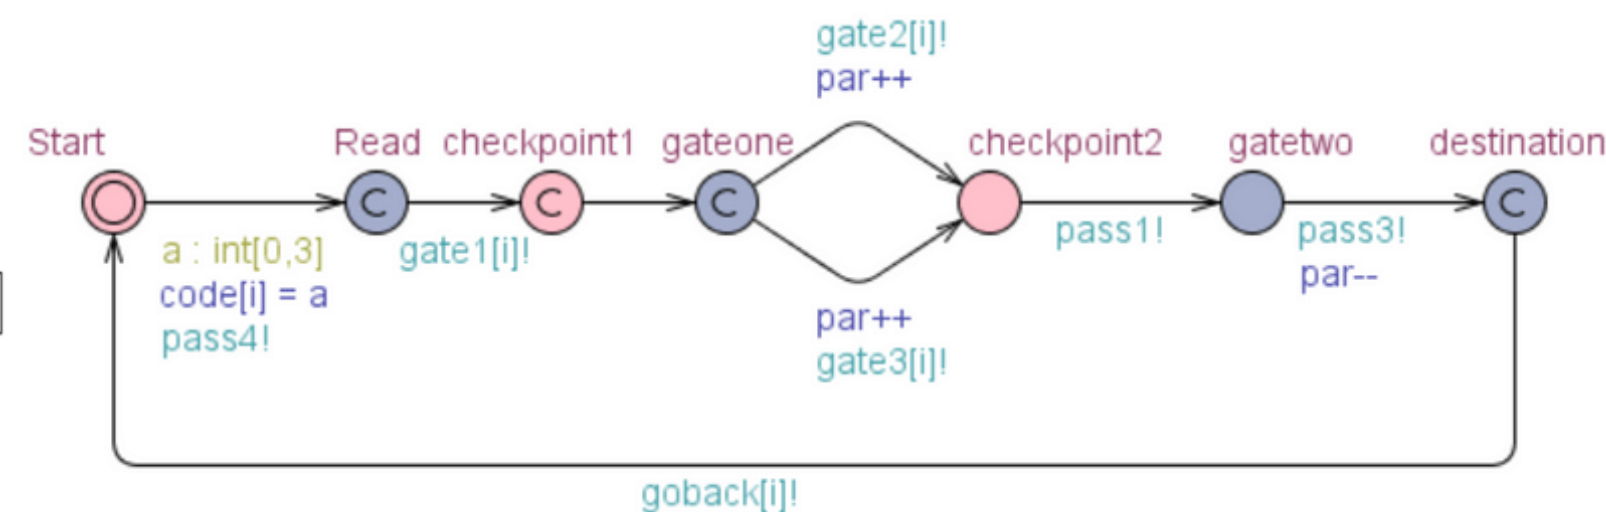 gate2[i]!
par++
Start
Read
checkpoint1
gateone
checkpoint2
gatetwo
destination
C
C
C
C
a : int[0,3]
code[i] = a
pass4!
gate1[i]!
pass1!
pass3!
par--
par++
gate3[i]!
goback[i]!